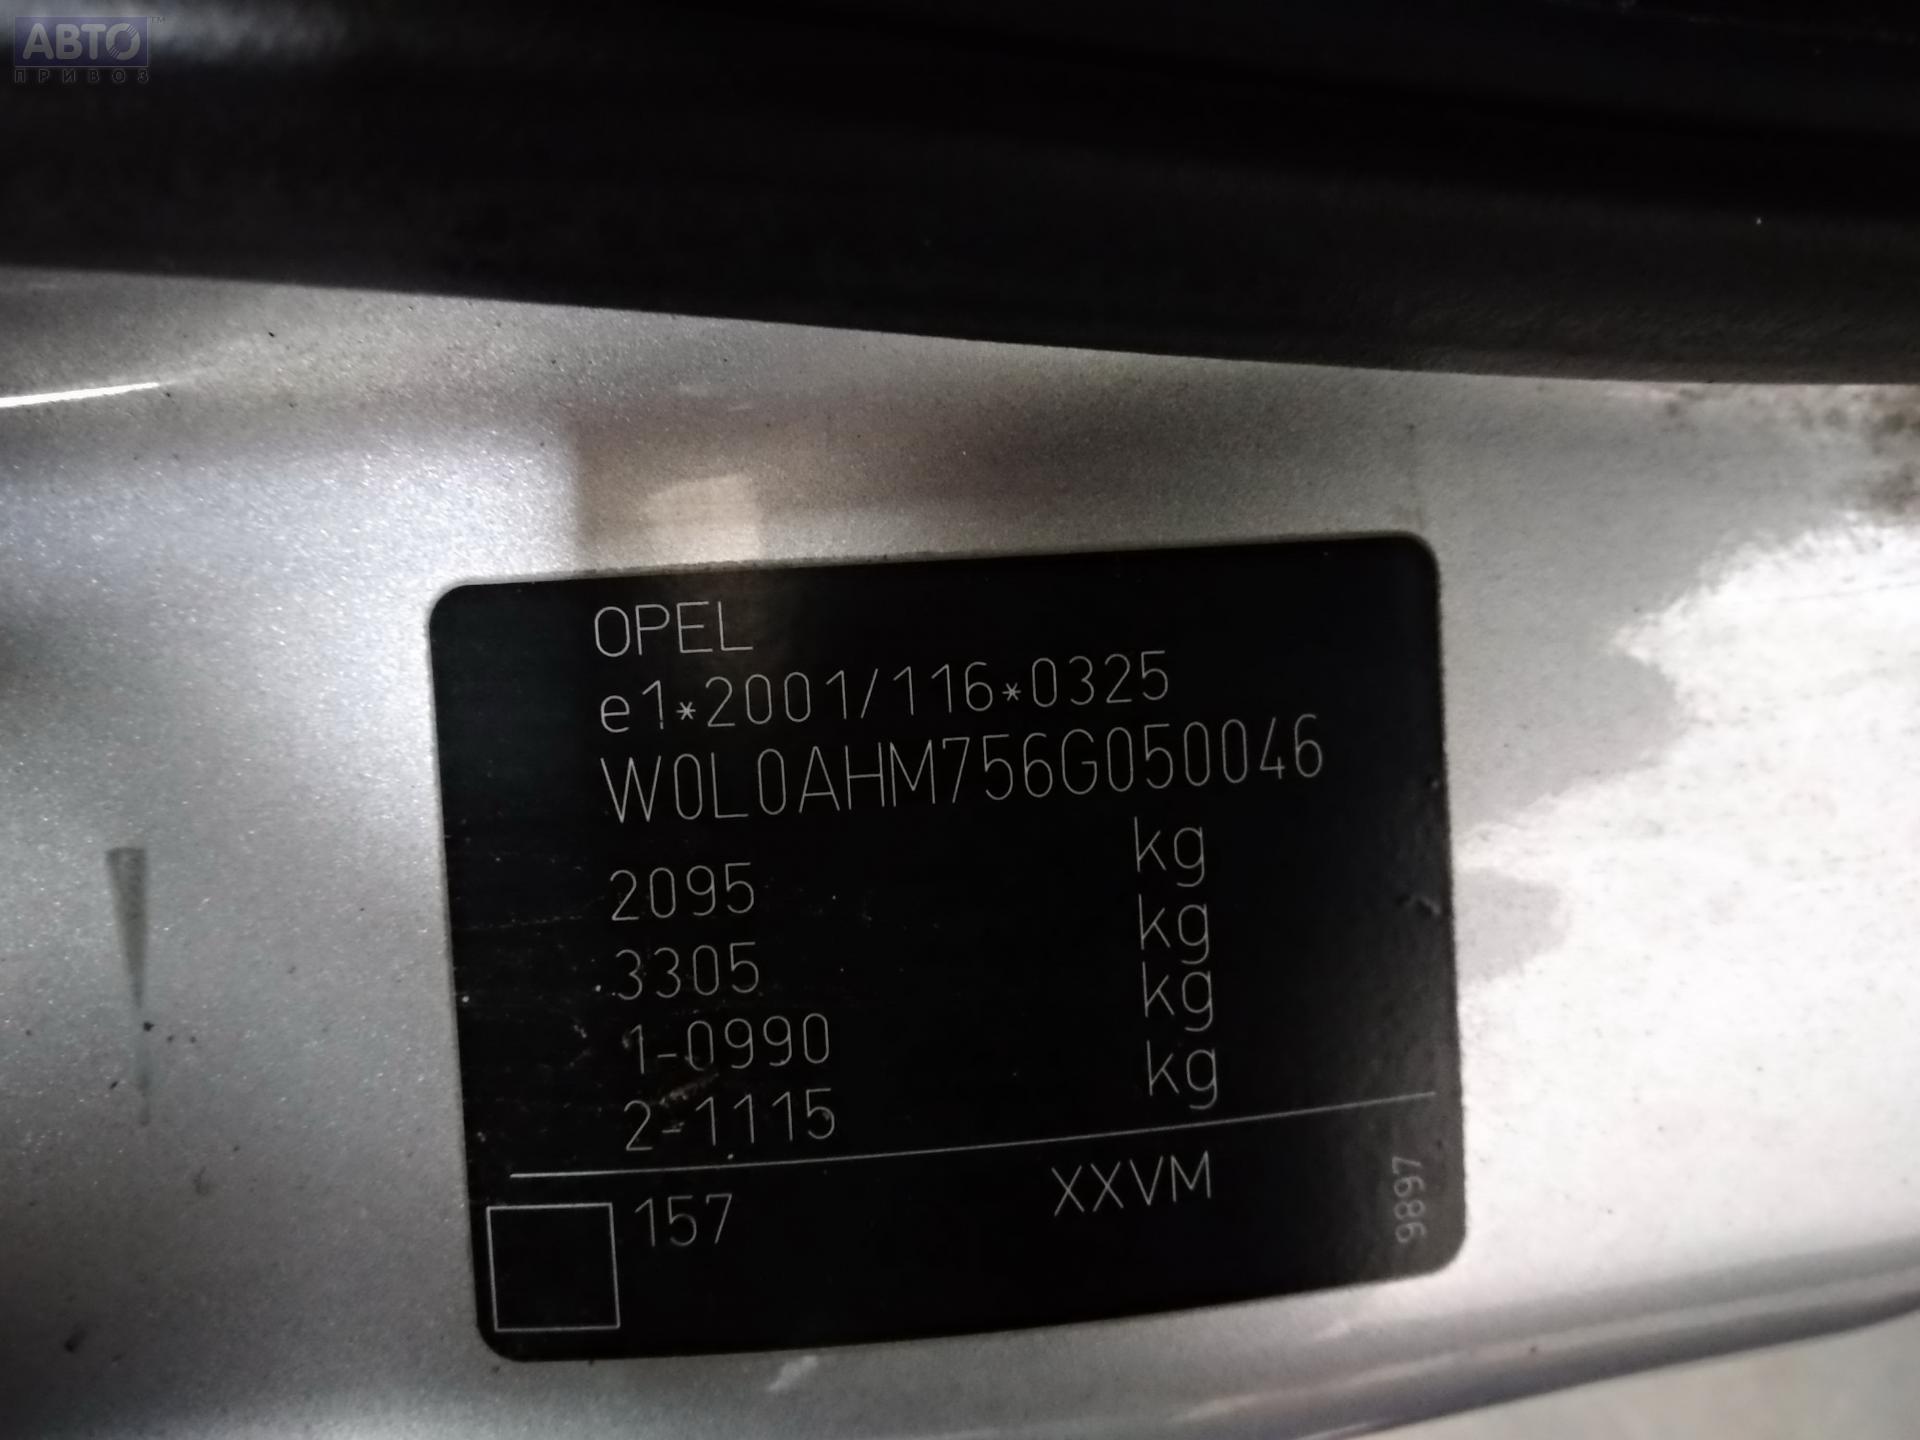 АВТО™
ПРИВОЗ
OPEL
e1*2001/116*0325
W0L0AHM756G050046
2095 kg
3305 kg
1-0990 kg
2-1115 kg
157 XXVM
9897